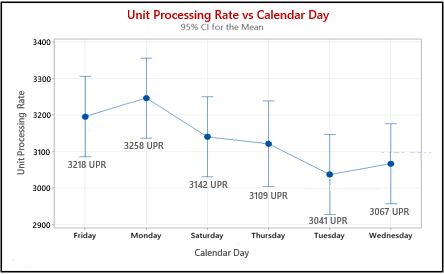 Unit Processing Rate vs Calendar Day
95% CI for the Mean
Unit Processing Rate
3400
3300
3200
3100
3000
2900
3218 UPR
3258 UPR
3142 UPR
3109 UPR
3041 UPR
3067 UPR
Friday Monday Saturday Thursday Tuesday Wednesday
Calendar Day